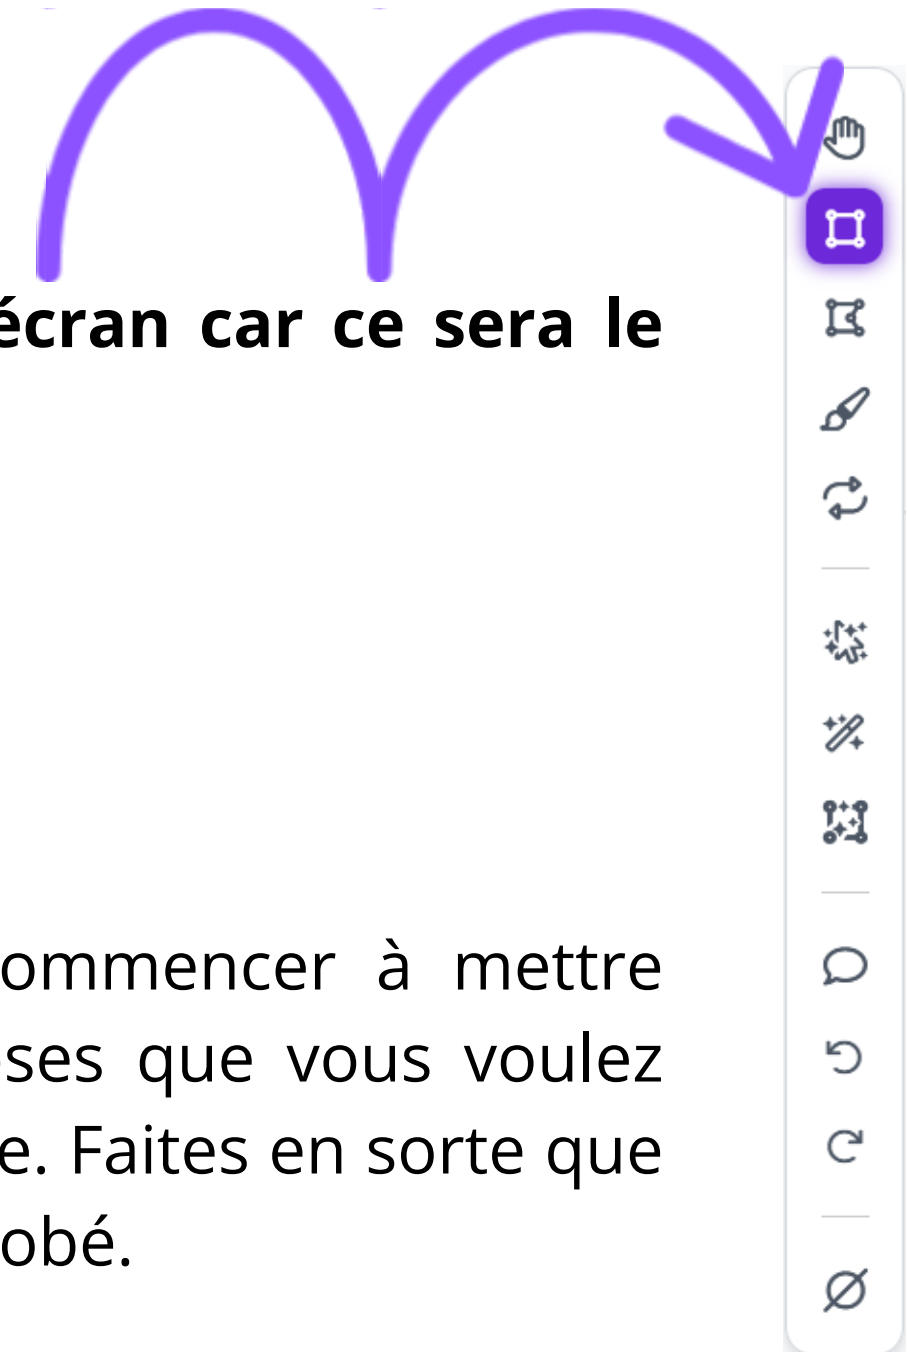 écran car ce sera le
ommencer à mettre
ses que vous voulez
e. Faites en sorte que
obé.